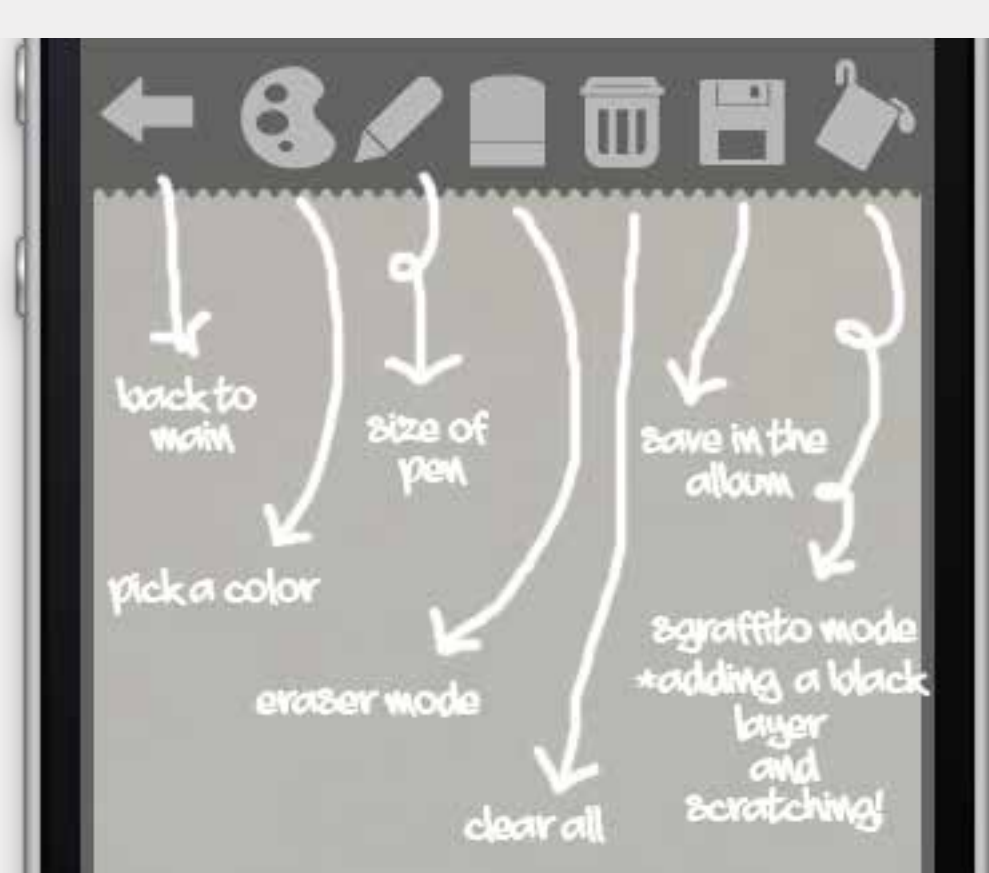 back to
main
pick a color
size of
pen
eraser mode
clear all
save in the
album
sgraffito mode
*adding a black
layer
and
scratching!